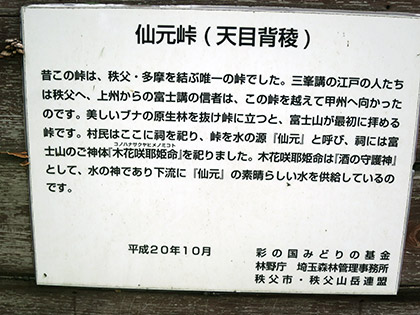 仙元峠(天目背稜)
昔この峠は、秩父・多摩を結ぶ唯一の峠でした。三峯講の江戸の人たち
は秩父へ、上州からの富士講の信者は、この峠を越えて甲州へ向かった
のです。美しいブナの原生林を抜け峠に立つと、富士山が最初に拝める
峠です。村民はここに祠を祀り、峠を水の源『仙元』と呼び、祠には富
コノハナサクヤヒメノミコト
士山のご神体『木花咲耶姫命』を祀りました。木花咲耶姫命は『酒の守護神』
として、水の神であり下流に『仙元』の素晴らしい水を供給しているの
です。
平成20年10月
彩の国みどりの基金
林野庁 埼玉森林管理事務所
秩父市・秩父山岳連盟